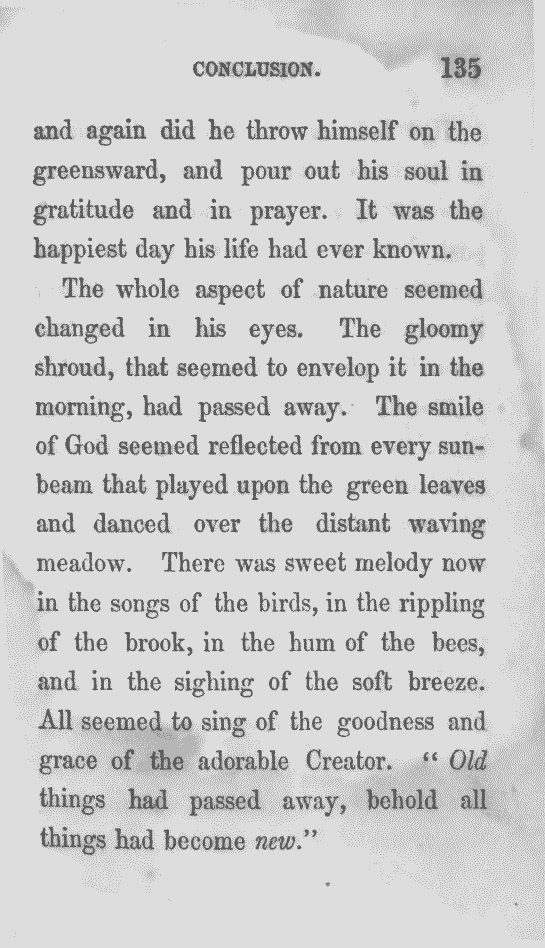 CONCLUSION. 135
and again did he throw himself on the
greensward, and pour out his soul in
gratitude and in prayer. It was the
happiest day his life had ever known.
The whole aspect of nature seemed
changed in his eyes. The gloomy
shroud, that seemed to envelop it in the
morning, had passed away. The smile
of God seemed reflected from every sun-
beam that played upon the green leaves
and danced over the distant waving
meadow. There was sweet melody now
in the songs of the birds, in the rippling
of the brook, in the hum of the bees,
and in the sighing of the soft breeze.
All seemed to sing of the goodness and
grace of the adorable Creator. “ Old
things had passed away, behold all
things had become new.”